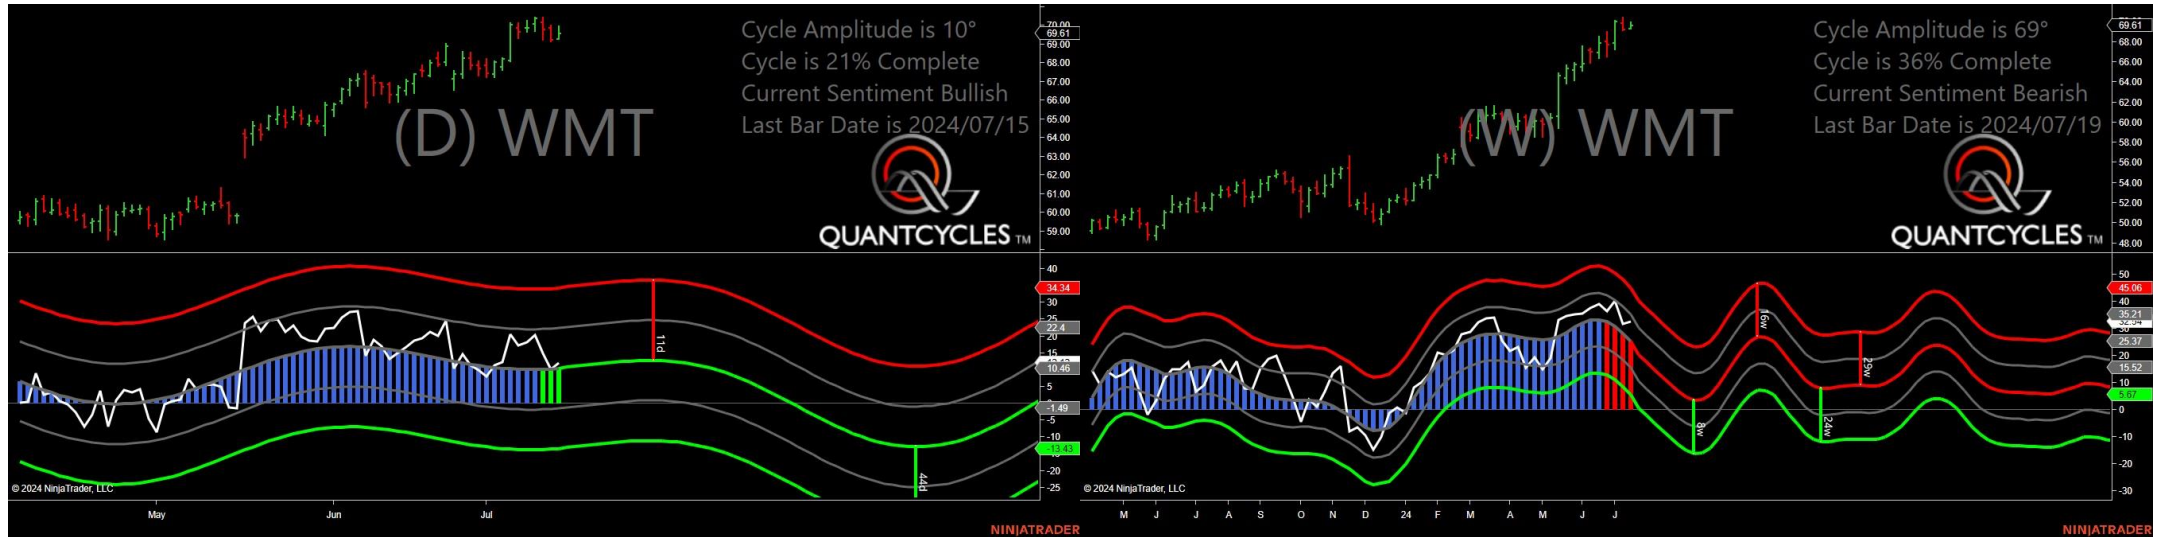 Cycle Amplitude is 10°
Cycle is 21% Complete
Current Sentiment Bullish
Last Bar Date is 2024/07/15
(D) WMT
QUANTCYCLES TM
70.00
69.61
69.00
68.00
67.00
66.00
65.00
64.00
63.00
62.00
61.00
60.00
59.00
40
34.34
30
25
22.4
20
15
10.46
5
-1.49
-5
-10
-13.43
-20
-25
11d
44d
© 2024 NinjaTrader, LLC
May Jun Jul
NINJATRADER
Cycle Amplitude is 69°
Cycle is 36% Complete
Current Sentiment Bearish
Last Bar Date is 2024/07/19
(W) WMT
QUANTCYCLES TM
69.61
68.00
66.00
64.00
62.00
60.00
58.00
56.00
54.00
52.00
50.00
48.00
50
45.06
40
35.21
30
25.37
20
15.52
10
5.67
0
-10
-20
-30
16w
29w
8w
24w
© 2024 NinjaTrader, LLC
M J J A S O N D 24 F M A M J J
NINJATRADER